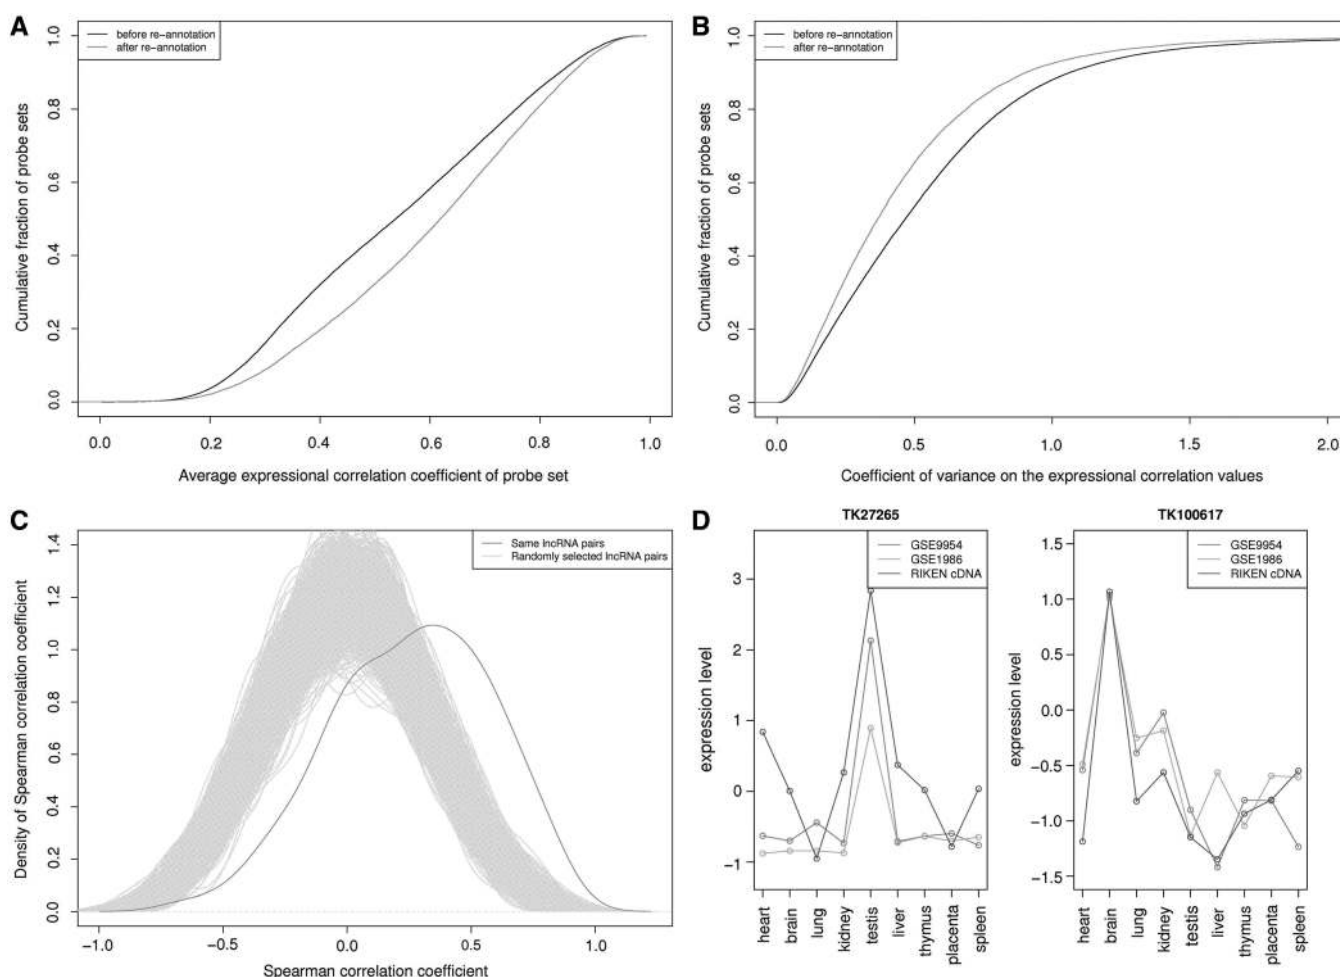 A
before re-annotation
after re-annotation
Cumulative fraction of probe sets
0.0
0.2
0.4
0.6
0.8
1.0
0.0 0.2 0.4 0.6 0.8 1.0
Average expressional correlation coefficient of probe set
B
before re-annotation
after re-annotation
Cumulative fraction of probe sets
0.0
0.2
0.4
0.6
0.8
1.0
0.0 0.5 1.0 1.5 2.0
Coefficient of variance on the expressional correlation values
C
Same lncRNA pairs
Randomly selected lncRNA pairs
Density of Spearman correlation coefficient
1.4
1.2
1.0
0.8
0.6
0.4
0.2
0.0
−1.0 −0.5 0.0 0.5 1.0
Spearman correlation coefficient
D
TK27265
GSE9954
GSE1986
RIKEN cDNA
expression level
3
2
1
0
−1
heart
brain
lung
kidney
testis
liver
thymus
placenta
spleen
TK100617
GSE9954
GSE1986
RIKEN cDNA
expression level
1.5
1.0
0.5
0.0
−0.5
−1.0
−1.5
heart
brain
lung
kidney
testis
liver
thymus
placenta
spleen